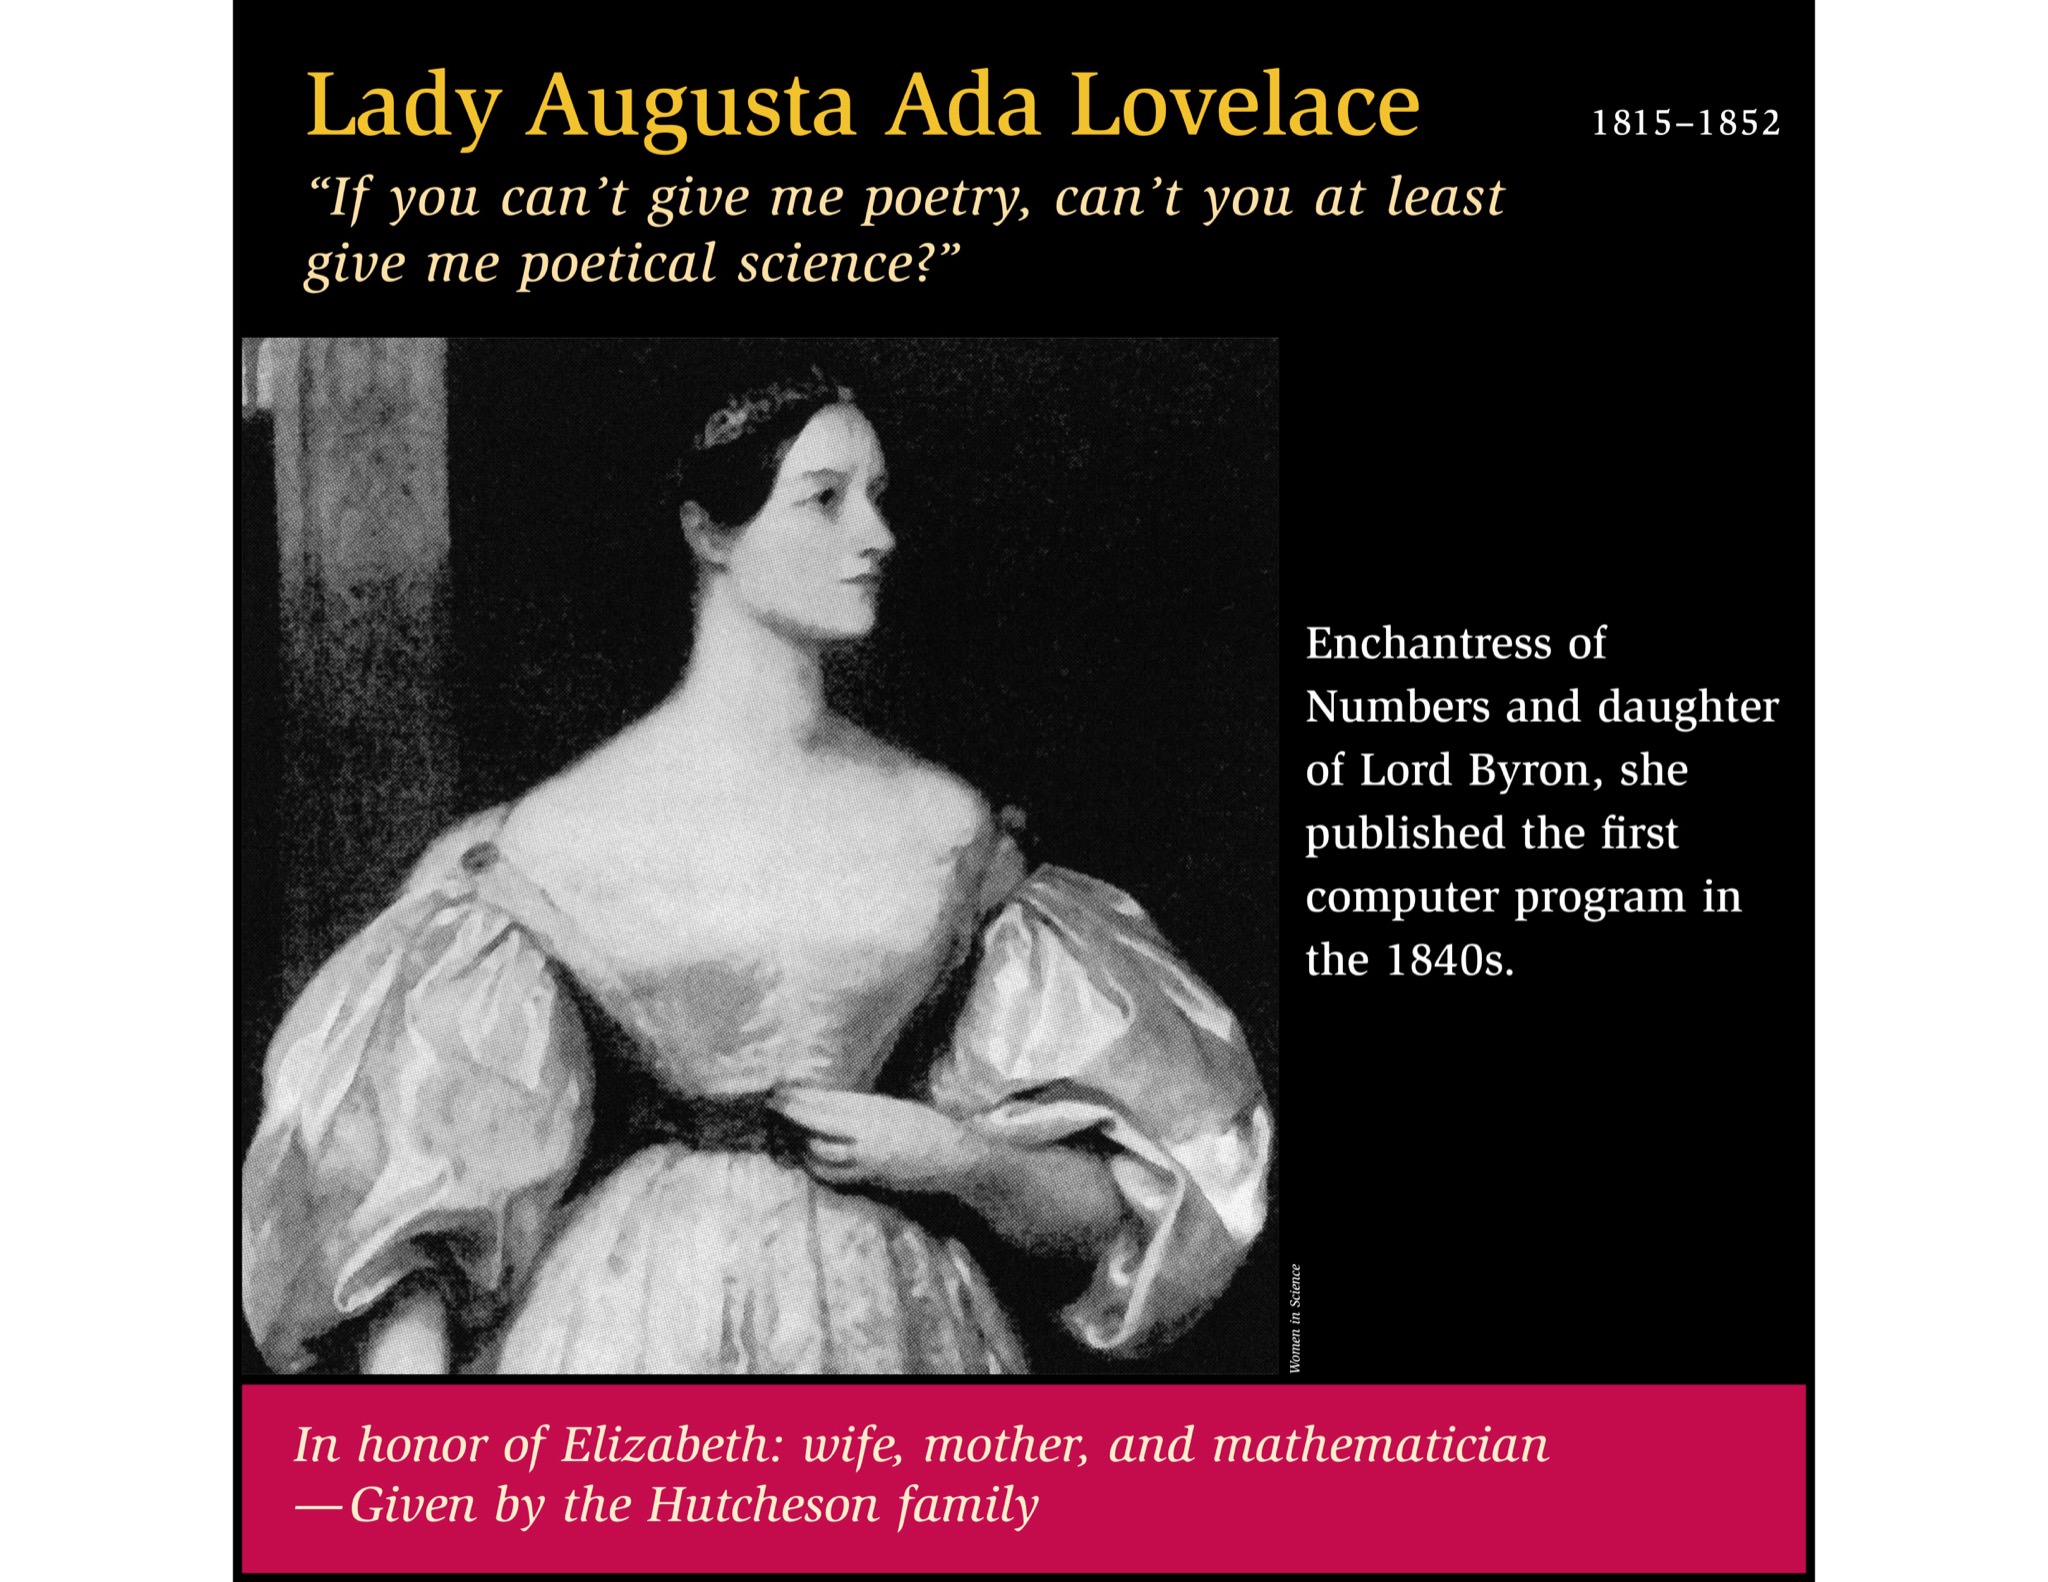 Lady Augusta Ada Lovelace
1815–1852
“If you can’t give me poetry, can’t you at least
give me poetical science?”
Enchantress of
Numbers and daughter
of Lord Byron, she
published the first
computer program in
the 1840s.
Women in Science
In honor of Elizabeth: wife, mother, and mathematician
—Given by the Hutcheson family